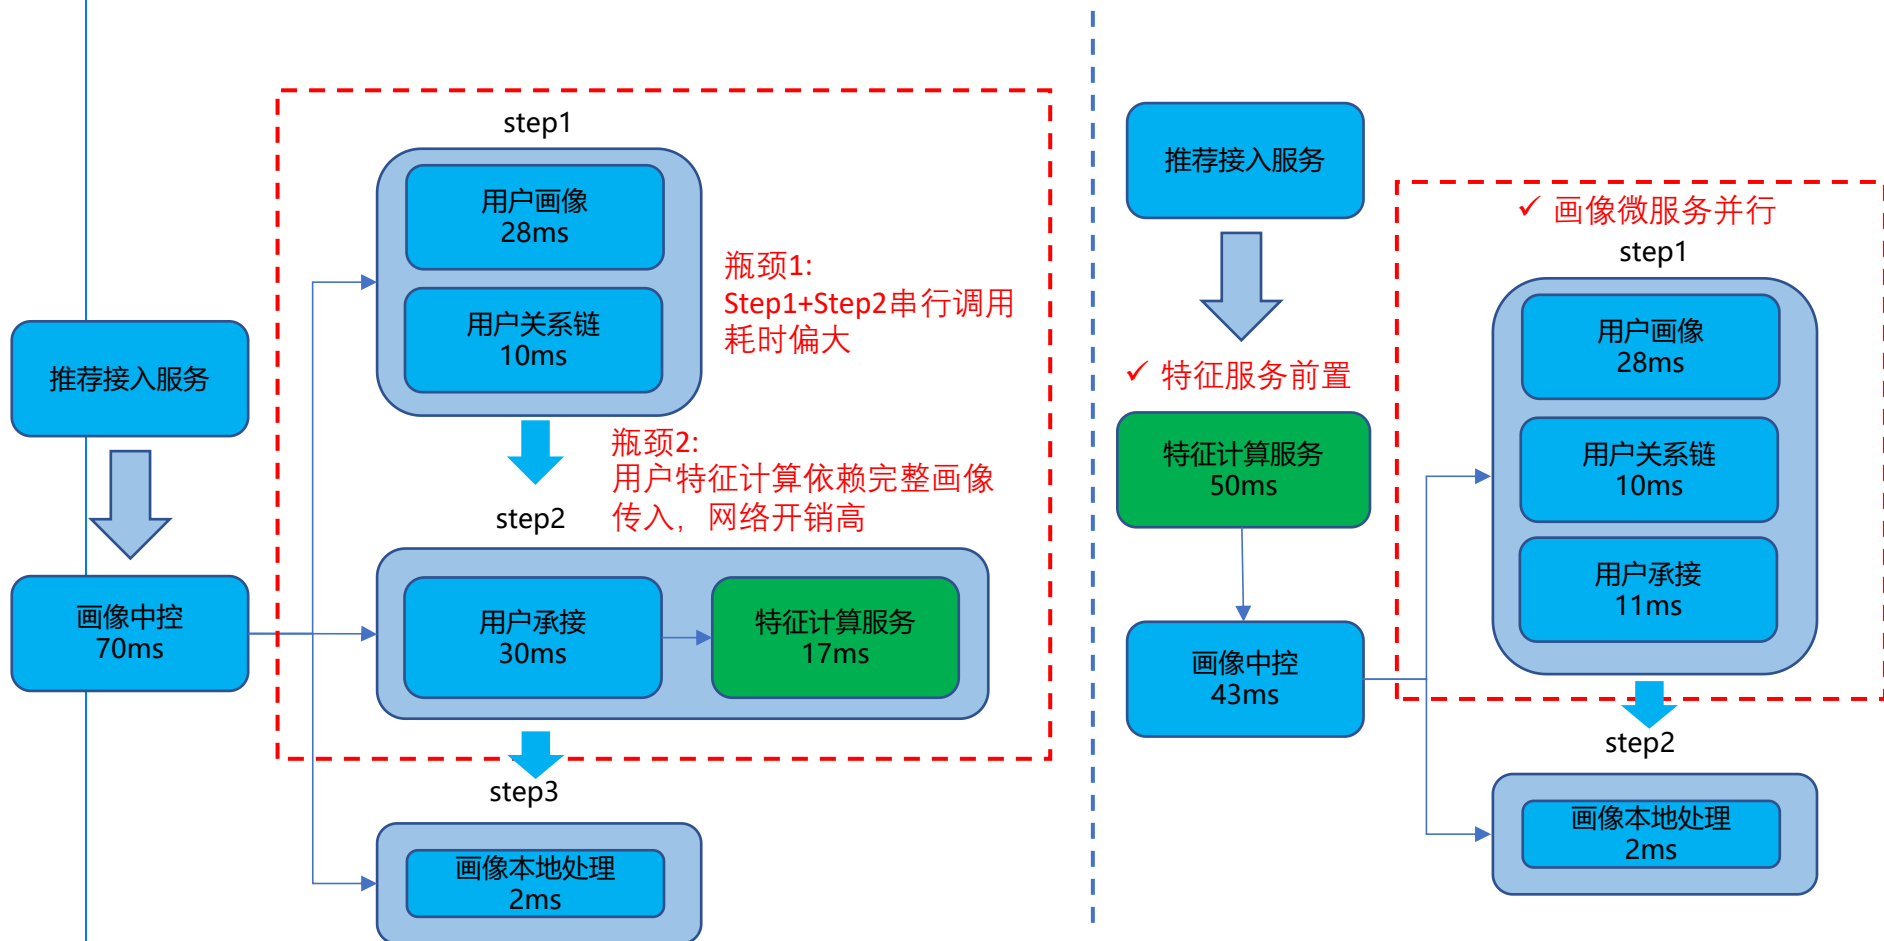 step1
用户画像
28ms
用户关系链
10ms
瓶颈1:
Step1+Step2串行调用
耗时偏大
推荐接入服务
瓶颈2:
用户特征计算依赖完整画像
传入，网络开销高
step2
画像中控
70ms
用户承接
30ms
特征计算服务
17ms
step3
画像本地处理
2ms
推荐接入服务
✓ 画像微服务并行
step1
用户画像
28ms
✓ 特征服务前置
特征计算服务
50ms
用户关系链
10ms
用户承接
11ms
画像中控
43ms
step2
画像本地处理
2ms